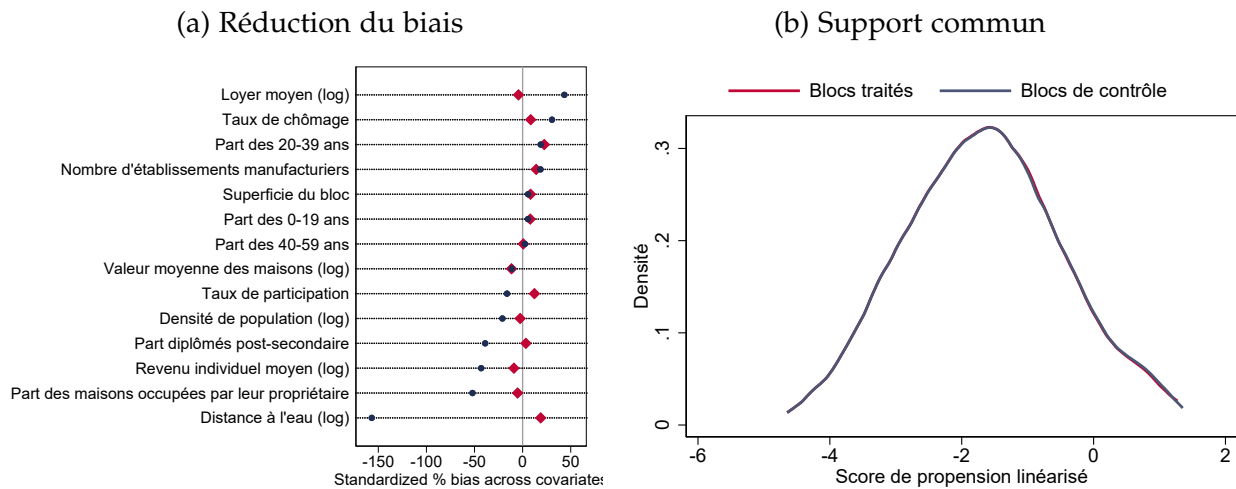 (a) Réduction du biais
Loyer moyen (log)
Taux de chômage
Part des 20-39 ans
Nombre d'établissements manufacturiers
Superficie du bloc
Part des 0-19 ans
Part des 40-59 ans
Valeur moyenne des maisons (log)
Taux de participation
Densité de population (log)
Part diplômés post-secondaire
Revenu individuel moyen (log)
Part des maisons occupées par leur propriétaire
Distance à l'eau (log)
-150 -100 -50 0 50
Standardized % bias across covariates
(b) Support commun
Blocs traités Blocs de contrôle
Densité
.3
.2
.1
0
-6 -4 -2 0 2
Score de propension linéarisé